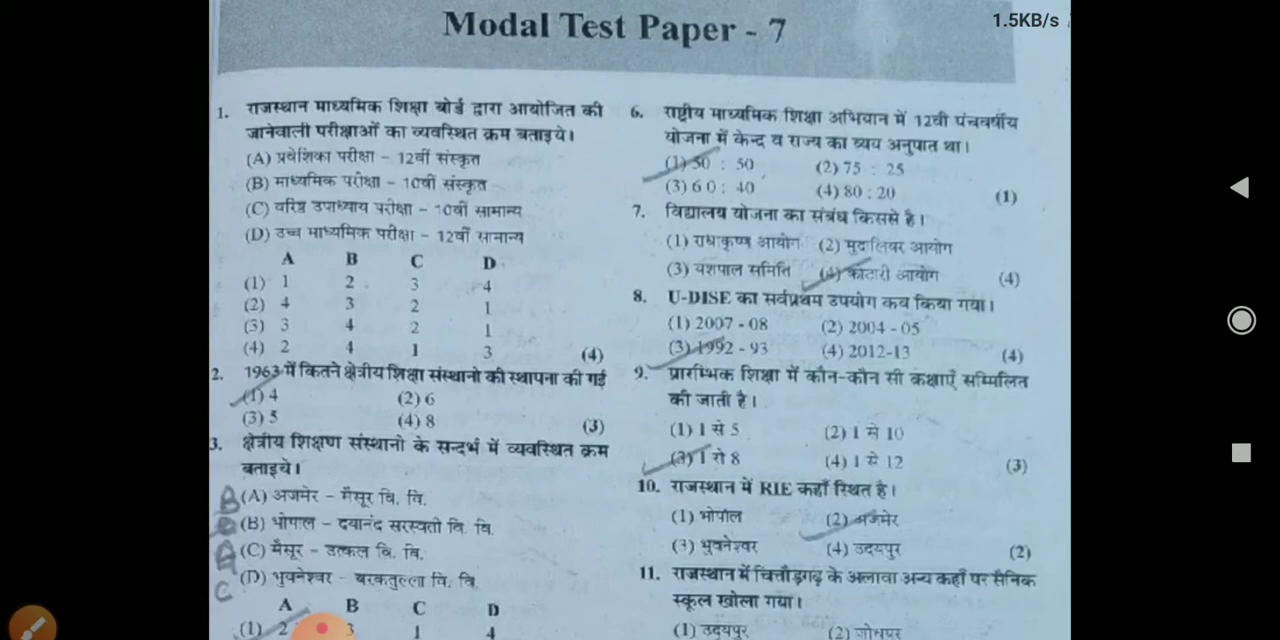 Modal Test Paper - 7
1.5KB/s
1. राजस्थान माध्यमिक शिक्षा बोर्ड द्वारा आयोजित की
जानेवाली परीक्षाओं का व्यवस्थित क्रम बताइये।
(A) प्रवेशिका परीक्षा - 12वीं संस्कृत
(B) माध्यमिक परीक्षा - 10वीं संस्कृत
(C) वरिष्ठ उपाध्याय परीक्षा - 10वीं सामान्य
(D) उच्च माध्यमिक परीक्षा - 12वीं सामान्य
A B C D
(1) 1 2 3 4
(2) 4 3 2 1
(3) 3 4 2 1
(4) 2 4 1 3 (4)
2. 1963 में कितने क्षेत्रीय शिक्षा संस्थानो की स्थापना की गई
(1) 4 (2) 6
(3) 5 (4) 8 (3)
3. क्षेत्रीय शिक्षण संस्थानो के सन्दर्भ में व्यवस्थित क्रम
बताइये।
B (A) अजमेर - मैसूर वि. वि.
(B) भोपाल - दयानंद सरस्वती वि. वि.
A (C) मैसूर - उत्कल वि. वि.
C (D) भुवनेश्वर - बरकतुल्ला वि. वि.
A B C D
(1) 2 3 1 4
6. राष्ट्रीय माध्यमिक शिक्षा अभियान में 12वीं पंचवर्षीय
योजना में केन्द्र व राज्य का व्यय अनुपात था।
(1) 50 : 50 (2) 75 : 25
(3) 60 : 40 (4) 80 : 20 (1)
7. विद्यालय योजना का संबंध किससे है।
(1) राधाकृष्ण आयोग (2) मुदालियर आयोग
(3) यशपाल समिति (4) कोठारी आयोग (4)
8. U-DISE का सर्वप्रथम उपयोग कब किया गया।
(1) 2007 - 08 (2) 2004 - 05
(3) 1992 - 93 (4) 2012-13 (4)
9. प्रारम्भिक शिक्षा में कौन-कौन सी कक्षाएँ सम्मिलित
की जाती है।
(1) 1 से 5 (2) 1 से 10
(3) 1 से 8 (4) 1 से 12 (3)
10. राजस्थान में RIE कहाँ स्थित है।
(1) भोपाल (2) अजमेर
(3) भुवनेश्वर (4) उदयपुर (2)
11. राजस्थान में चित्तौड़गढ़ के अलावा अन्य कहाँ पर सैनिक
स्कूल खोला गया।
(1) उदयपुर (2) जोधपुर